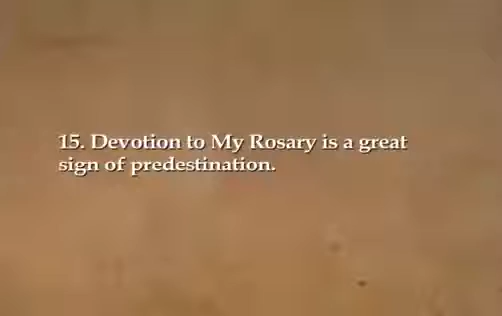 15. Devotion to My Rosary is a great
sign of predestination.